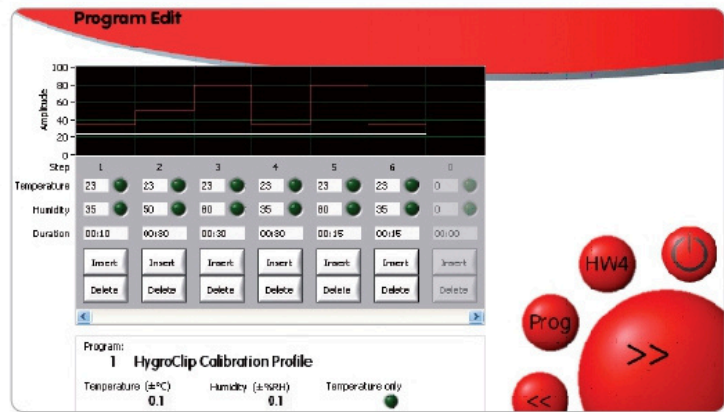 Program Edit
100
80
60
40
20
0
Amplitude
Step 1 2 3 4 5 6 0
Temperature 23 23 23 23 23 23 0
Humidity 35 50 80 35 80 35 0
Duration 00:10 00:30 00:30 00:30 00:15 00:15 00:00
Insert Insert Insert Insert Insert Insert Insert
Delete Delete Delete Delete Delete Delete Delete
HW4
Prog
>>
<<
Program:
1 HygroClip Calibration Profile
Temperature (±°C) Humidity (±%RH) Temperature only
0.1 0.1